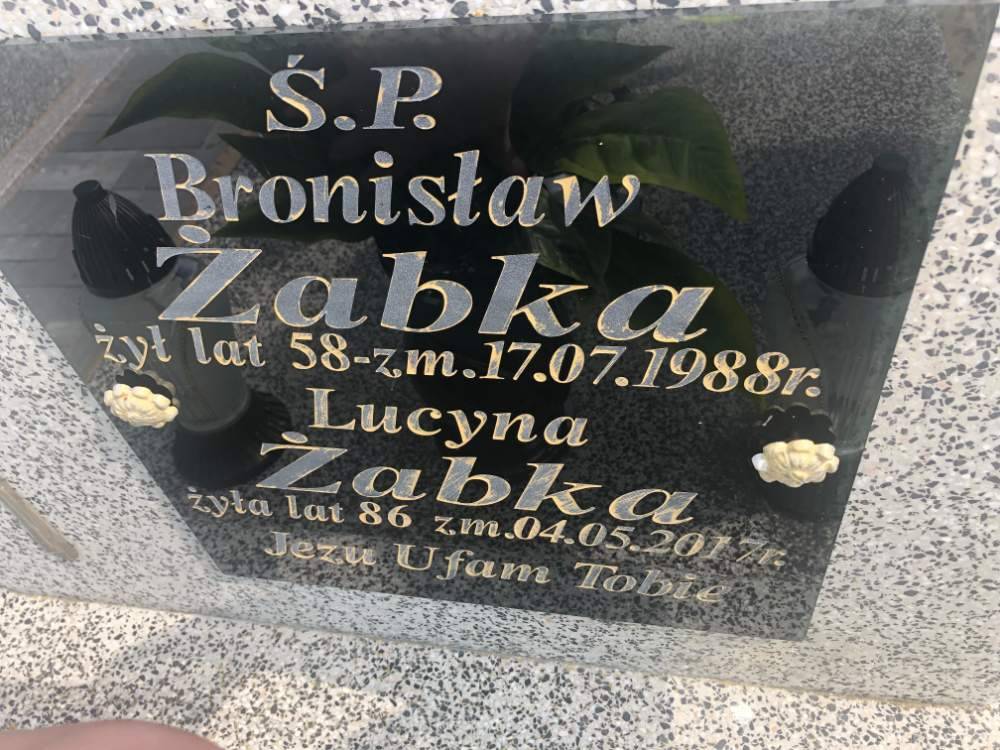 Ś.P.
Bronisław
Żabka
żył lat 58-zm.17.07.1988r.
Lucyna
Żabka
żyła lat 86 zm.04.05.2017r.
Jezu Ufam Tobie